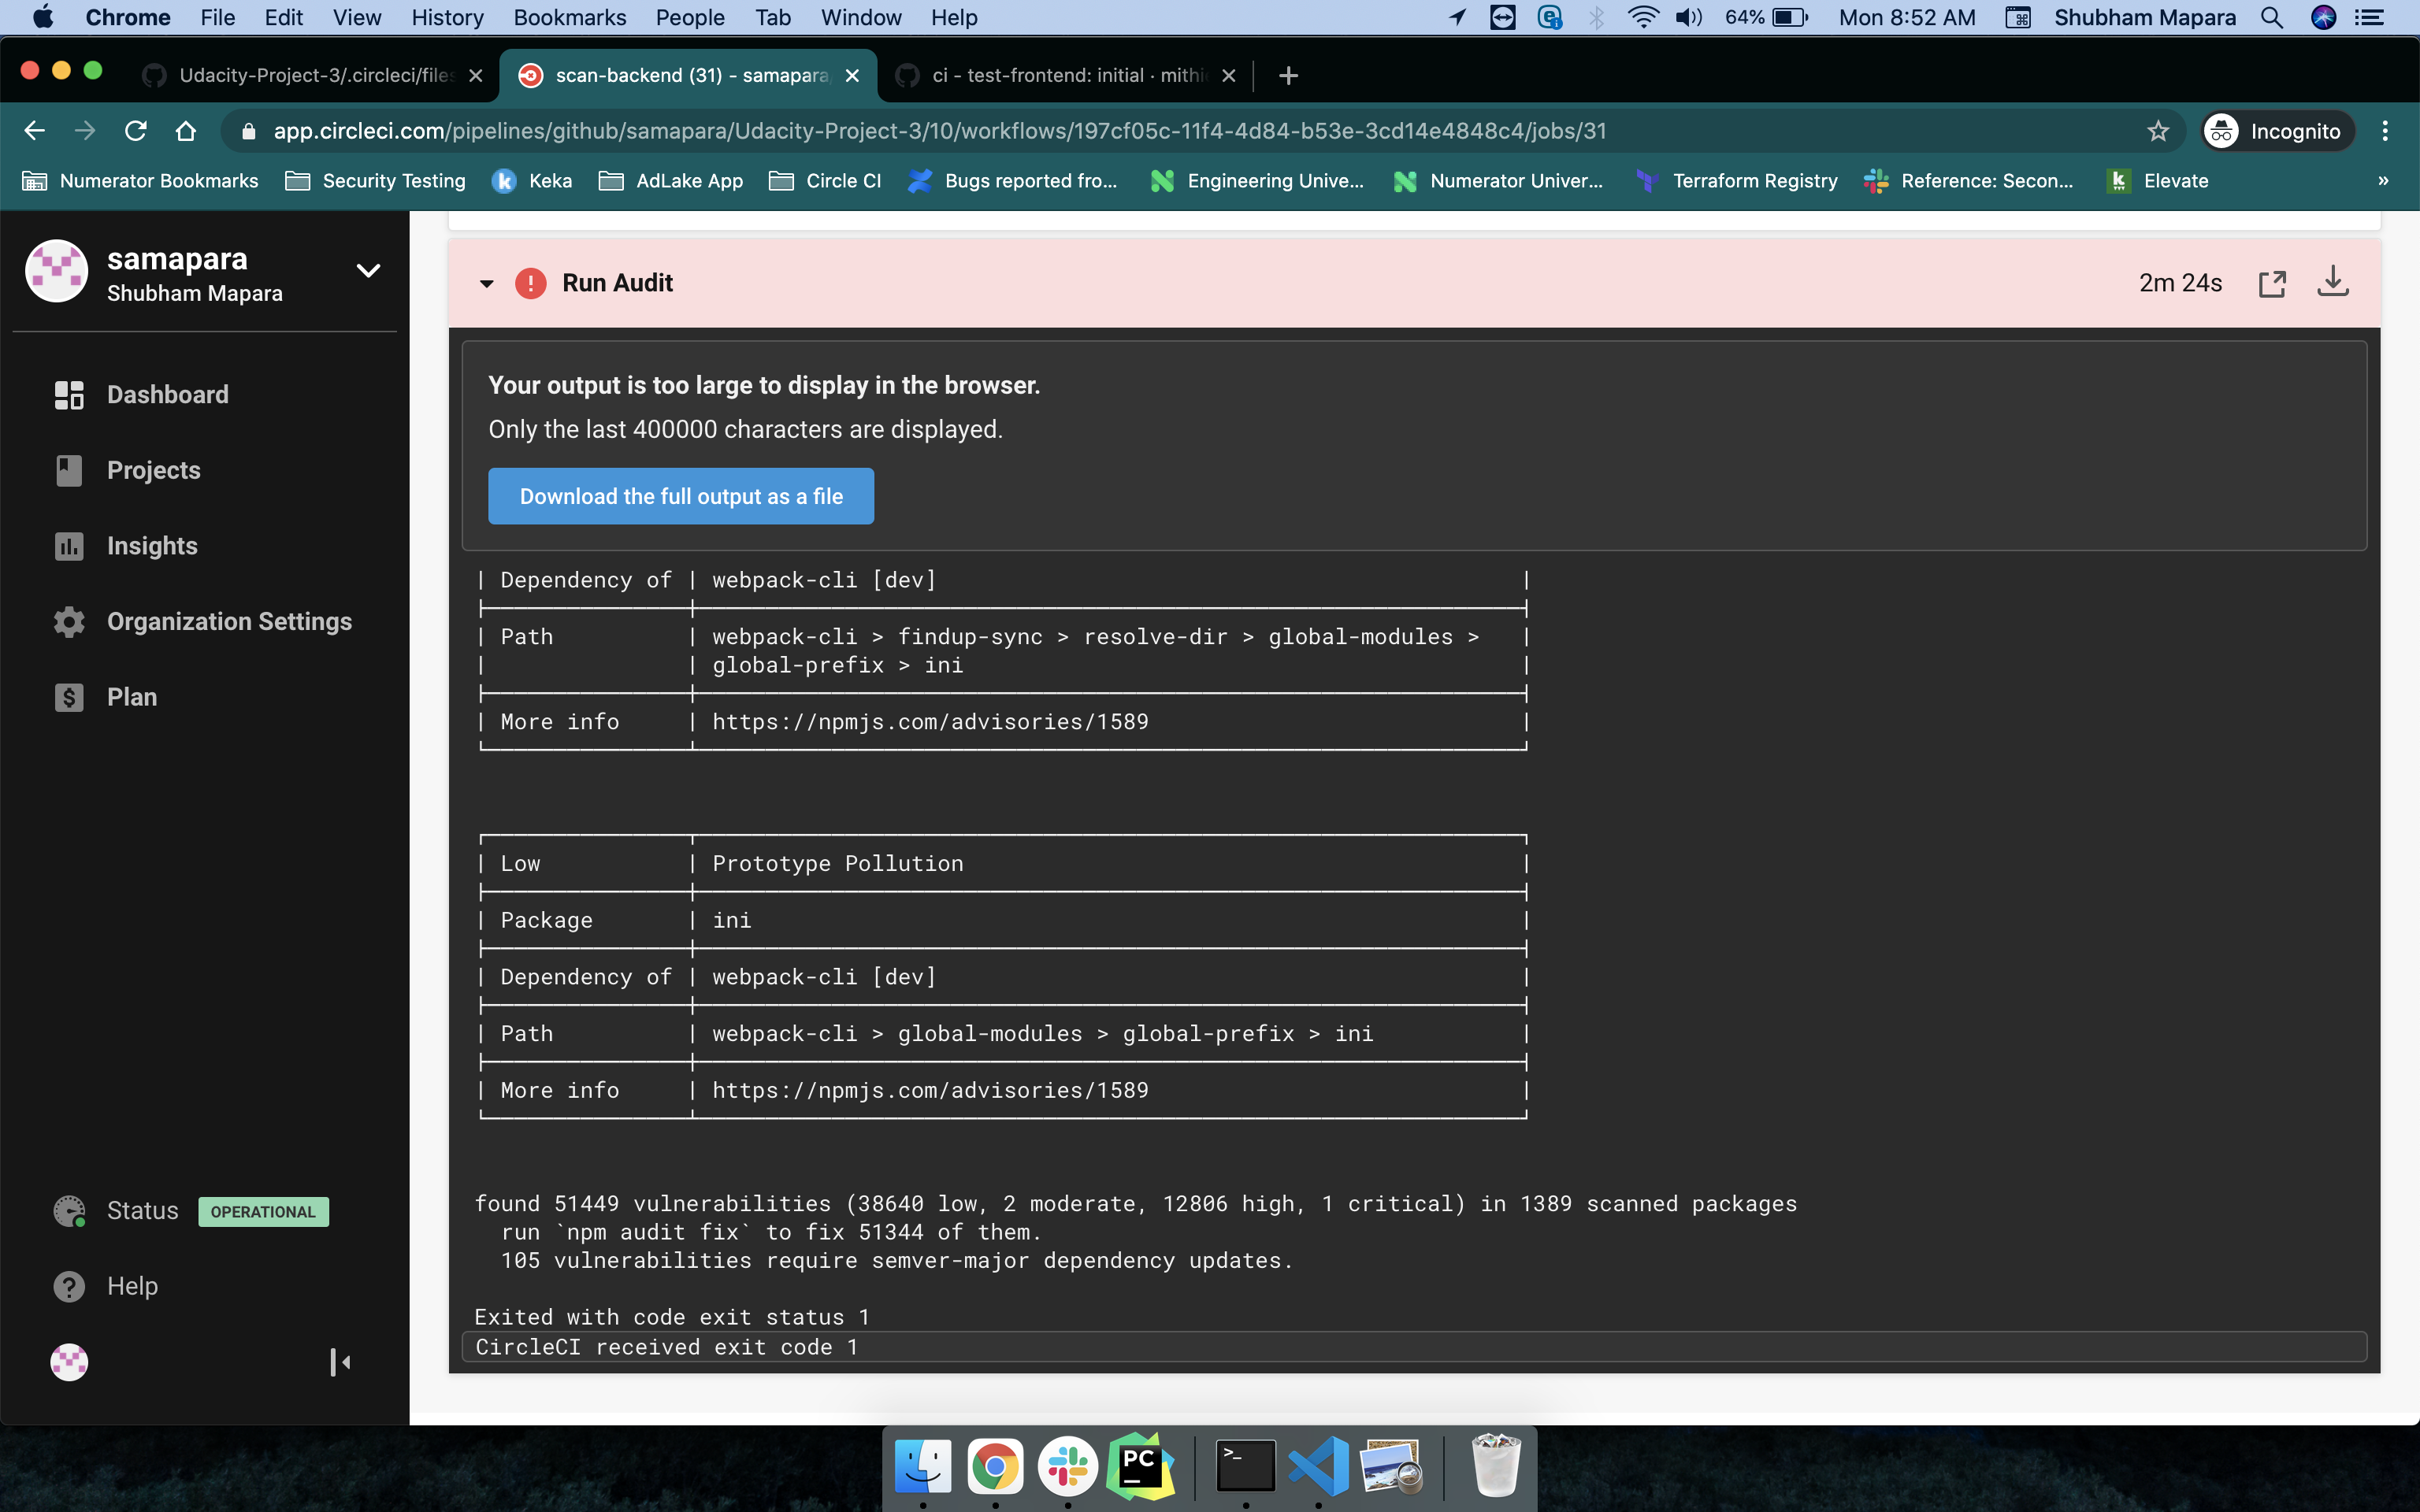 Chrome File Edit View History Bookmarks People Tab Window Help 64% Mon 8:52 AM Shubham Mapara
Udacity-Project-3/.circleci/files scan-backend (31) - samapara/ ci - test-frontend: initial · mithi
app.circleci.com/pipelines/github/samapara/Udacity-Project-3/10/workflows/197cf05c-11f4-4d84-b53e-3cd14e4848c4/jobs/31 Incognito
Numerator Bookmarks Security Testing Keka AdLake App Circle CI Bugs reported fro... Engineering Unive... Numerator Univer... Terraform Registry Reference: Secon... Elevate »
samapara
Shubham Mapara
Dashboard
Projects
Insights
Organization Settings
Plan
Status OPERATIONAL
Help
Run Audit 2m 24s
Your output is too large to display in the browser.
Only the last 400000 characters are displayed.
Download the full output as a file
| Dependency of | webpack-cli [dev] |
| Path | webpack-cli > findup-sync > resolve-dir > global-modules > |
| | global-prefix > ini |
| More info | https://npmjs.com/advisories/1589 |
| Low | Prototype Pollution |
| Package | ini |
| Dependency of | webpack-cli [dev] |
| Path | webpack-cli > global-modules > global-prefix > ini |
| More info | https://npmjs.com/advisories/1589 |
found 51449 vulnerabilities (38640 low, 2 moderate, 12806 high, 1 critical) in 1389 scanned packages
run `npm audit fix` to fix 51344 of them.
105 vulnerabilities require semver-major dependency updates.
Exited with code exit status 1
CircleCI received exit code 1
PC